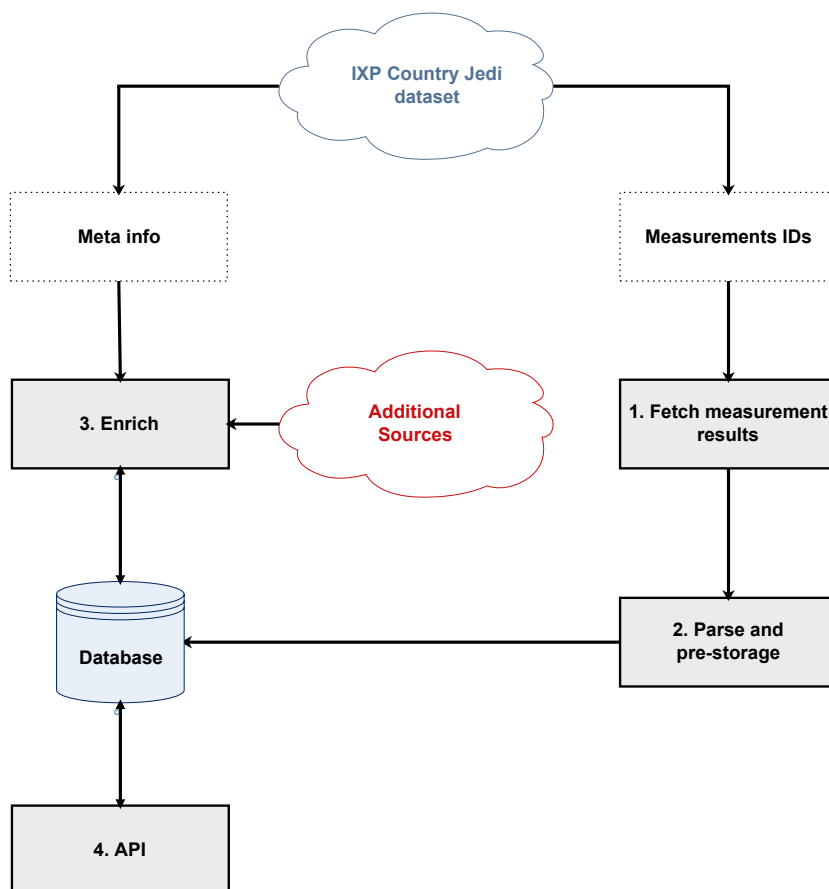 IXP Country Jedi
dataset
Meta info
Measurements IDs
3. Enrich
Additional
Sources
1. Fetch measurement
results
Database
2. Parse and
pre-storage
4. API